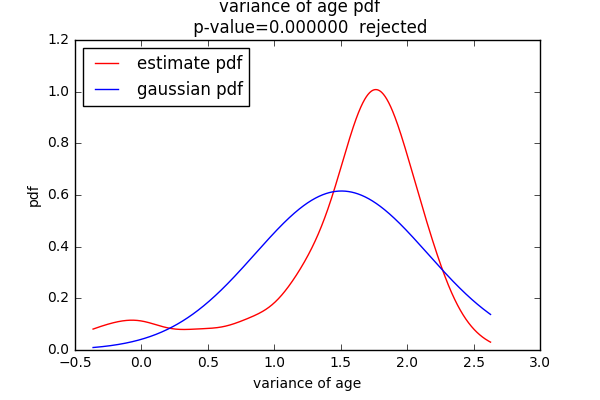 variance of age pdf
p-value=0.000000  rejected
1.2
1.0
0.8
0.6
0.4
0.2
0.0
pdf
estimate pdf
gaussian pdf
−0.5 0.0 0.5 1.0 1.5 2.0 2.5 3.0
variance of age